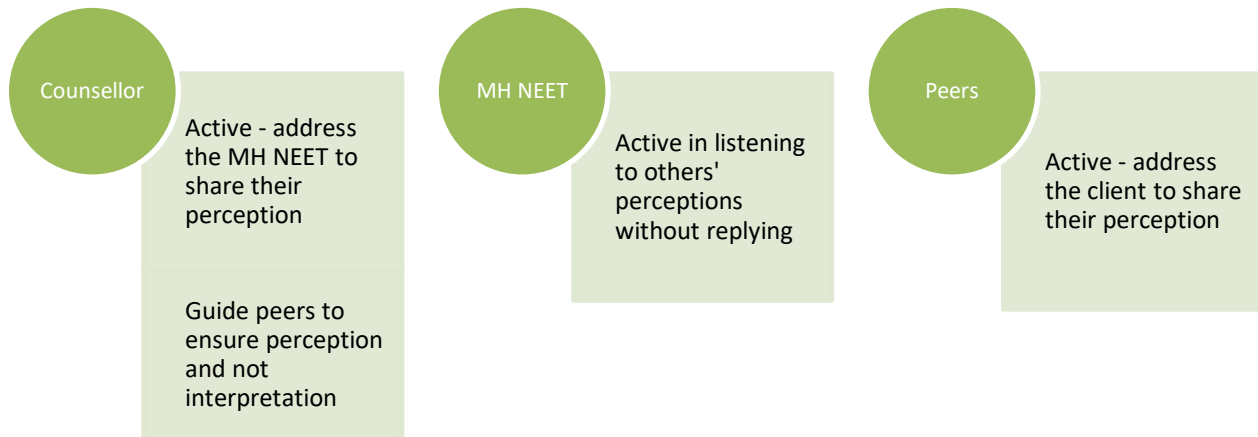 Counsellor
Active - address
the MH NEET to
share their
perception
Guide peers to
ensure perception
and not
interpretation
MH NEET
Active in listening
to others'
perceptions
without replying
Peers
Active - address
the client to share
their perception